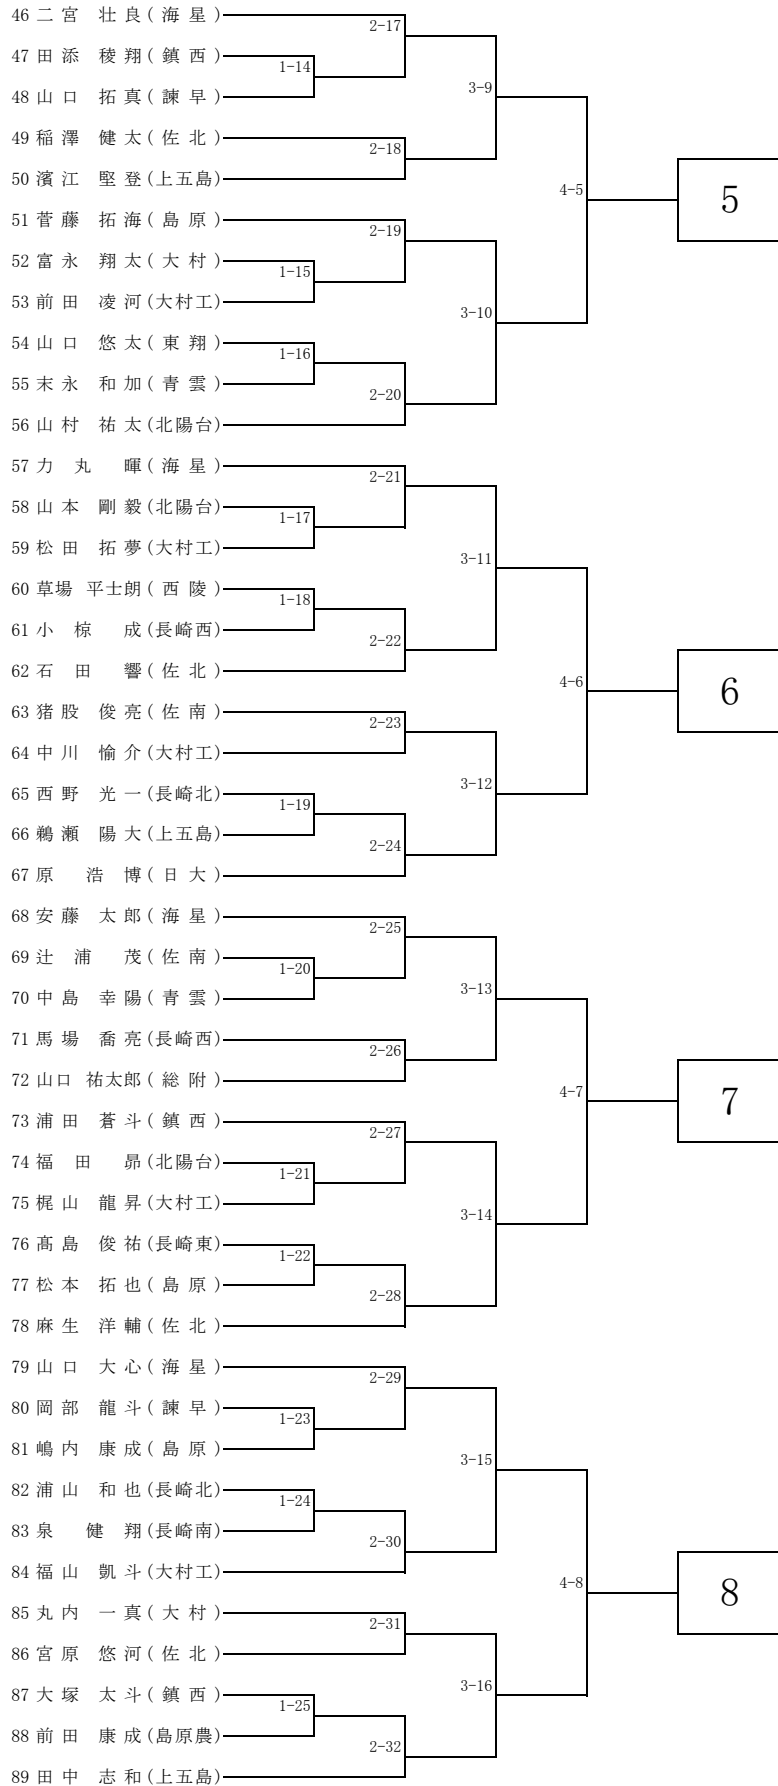 46 二宮 壮良(海星)
2-17
47 田添 稜翔(鎮西)
1-14
48 山口 拓真(諫早)
3-9
49 稲澤 健太(佐北)
2-18
50 濱江 堅登(上五島)
4-5
5
51 菅藤 拓海(島原)
2-19
52 富永 翔太(大村)
1-15
53 前田 凌河(大村工)
3-10
54 山口 悠太(東翔)
1-16
55 末永 和加(青雲)
2-20
56 山村 祐太(北陽台)
57 力丸 暉(海星)
2-21
58 山本 剛毅(北陽台)
1-17
59 松田 拓夢(大村工)
3-11
60 草場 平士朗(西陵)
1-18
61 小椋 成(長崎西)
2-22
62 石田 響(佐北)
4-6
6
63 猪股 俊亮(佐南)
2-23
64 中川 愉介(大村工)
3-12
65 西野 光一(長崎北)
1-19
66 鵜瀬 陽大(上五島)
2-24
67 原 浩博(日大)
68 安藤 太郎(海星)
2-25
69 辻浦 茂(佐南)
1-20
70 中島 幸陽(青雲)
3-13
71 馬場 喬亮(長崎西)
2-26
72 山口 祐太郎(総附)
4-7
7
73 浦田 蒼斗(鎮西)
2-27
74 福田 昴(北陽台)
1-21
75 梶山 龍昇(大村工)
3-14
76 髙島 俊祐(長崎東)
1-22
77 松本 拓也(島原)
2-28
78 麻生 洋輔(佐北)
79 山口 大心(海星)
2-29
80 岡部 龍斗(諫早)
1-23
81 嶋内 康成(島原)
3-15
82 浦山 和也(長崎北)
1-24
83 泉 健翔(長崎南)
2-30
84 福山 凱斗(大村工)
4-8
8
85 丸内 一真(大村)
2-31
86 宮原 悠河(佐北)
3-16
87 大塚 太斗(鎮西)
1-25
88 前田 康成(島原農)
2-32
89 田中 志和(上五島)